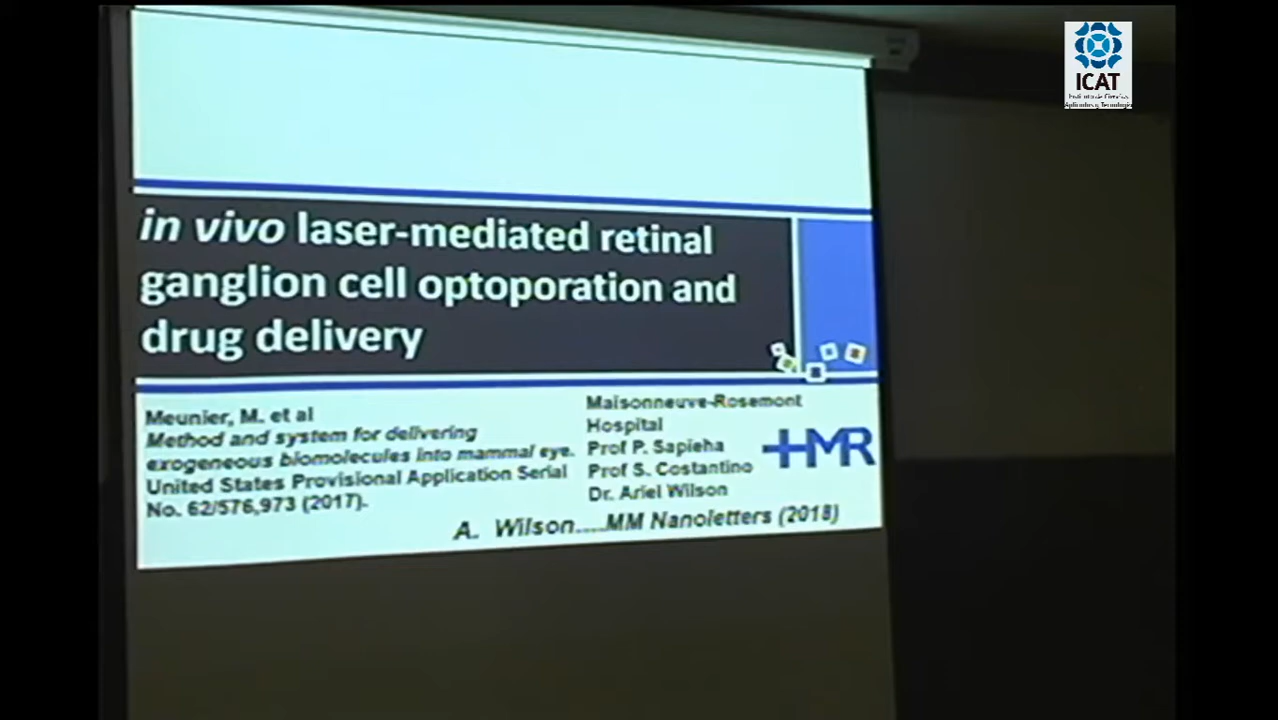 ICAT
in vivo laser-mediated retinal
ganglion cell optoporation and
drug delivery
Meunier, M. et al
Method and system for delivering
exogeneous biomolecules into mammal eye.
United States Provisional Application Serial
No. 62/576,973 (2017).
Maisonneuve-Rosemont
Hospital
Prof P. Sapieha
Prof S. Costantino
Dr. Ariel Wilson
HMR
A. Wilson....MM Nanoletters (2018)